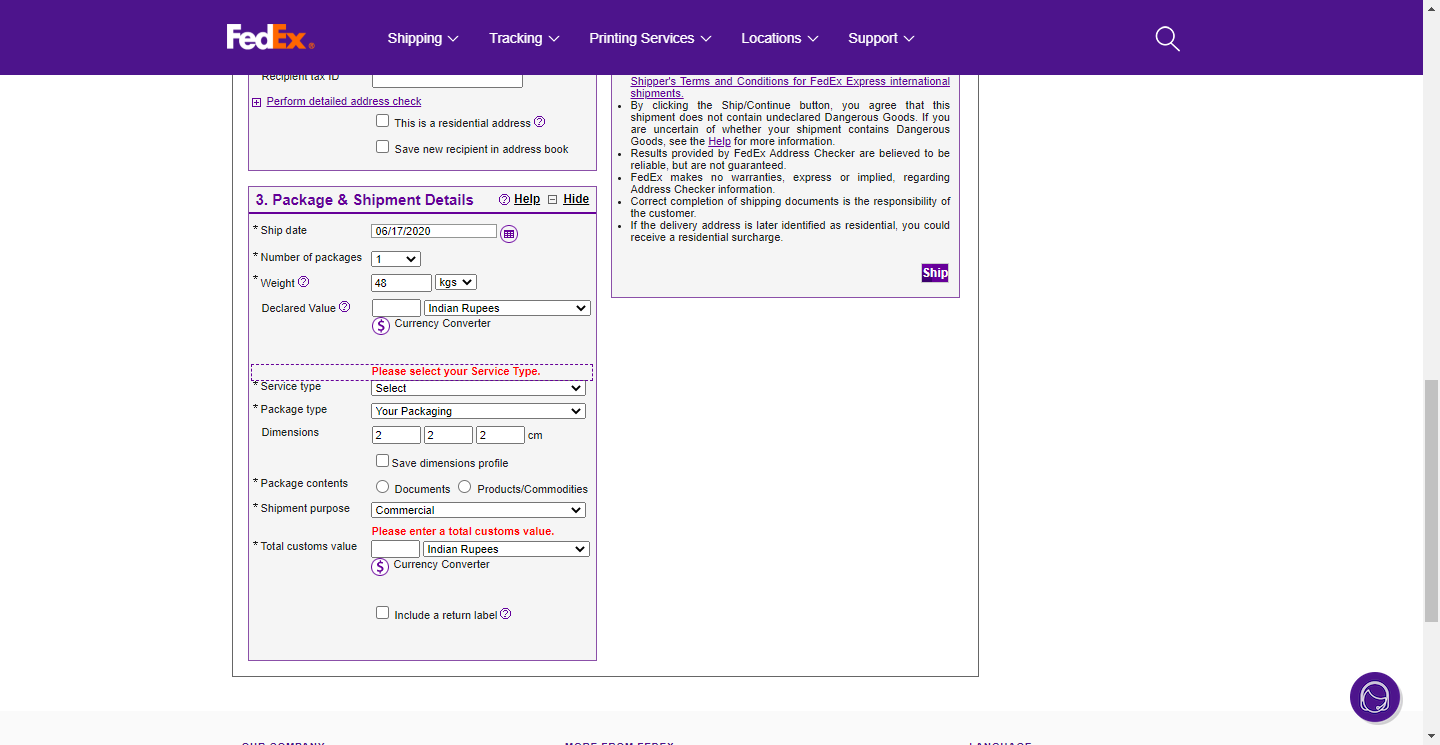 FedEx®
Shipping
Tracking
Printing Services
Locations
Support
Recipient tax ID
Perform detailed address check
This is a residential address
Save new recipient in address book
3. Package & Shipment Details
Help
Hide
* Ship date
06/17/2020
* Number of packages
1
* Weight
48
kgs
Declared Value
Indian Rupees
Currency Converter
Please select your Service Type.
* Service type
Select
* Package type
Your Packaging
Dimensions
2
2
2
cm
Save dimensions profile
* Package contents
Documents
Products/Commodities
* Shipment purpose
Commercial
Please enter a total customs value.
* Total customs value
Indian Rupees
Currency Converter
Include a return label
Shipper's Terms and Conditions for FedEx Express international
shipments.
• By clicking the Ship/Continue button, you agree that this
shipment does not contain undeclared Dangerous Goods. If you
are uncertain of whether your shipment contains Dangerous
Goods, see the Help for more information.
• Results provided by FedEx Address Checker are believed to be
reliable, but are not guaranteed.
• FedEx makes no warranties, express or implied, regarding
Address Checker information.
• Correct completion of shipping documents is the responsibility of
the customer.
• If the delivery address is later identified as residential, you could
receive a residential surcharge.
Ship
OUR COMPANY
MORE FROM FEDEX
LANGUAGE